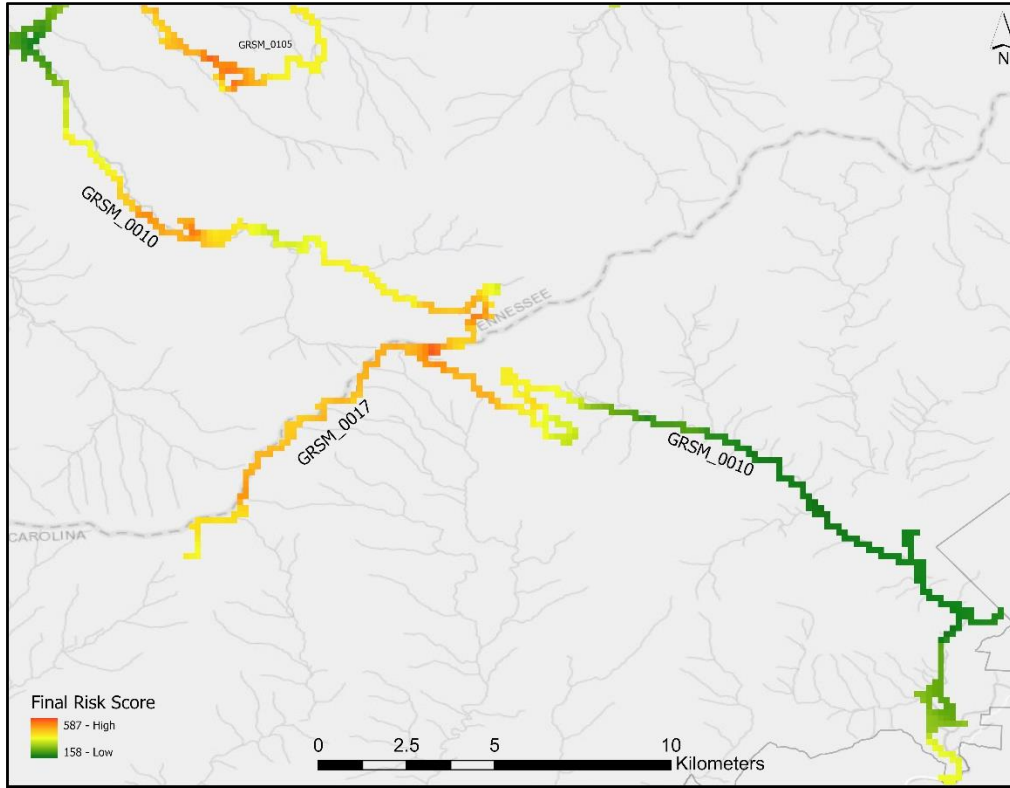 GRSM_0105
N
GRSM_0010
ENNESSEE
GRSM_0017
GRSM_0010
CAROLINA
Final Risk Score
587 - High
158 - Low
0 2.5 5 10
Kilometers